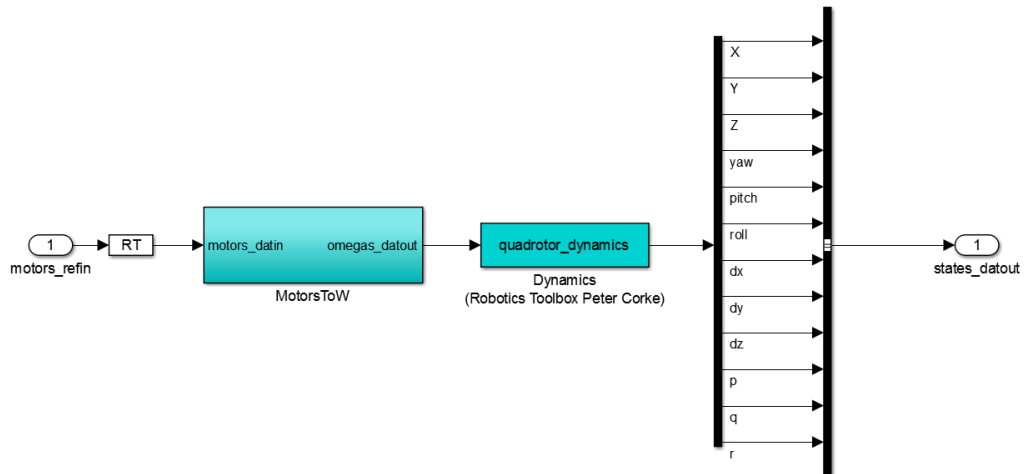 1
motors_refin
RT
motors_datin
omegas_datout
MotorsToW
quadrotor_dynamics
Dynamics
(Robotics Toolbox Peter Corke)
X
Y
Z
yaw
pitch
roll
dx
dy
dz
p
q
r
1
states_datout